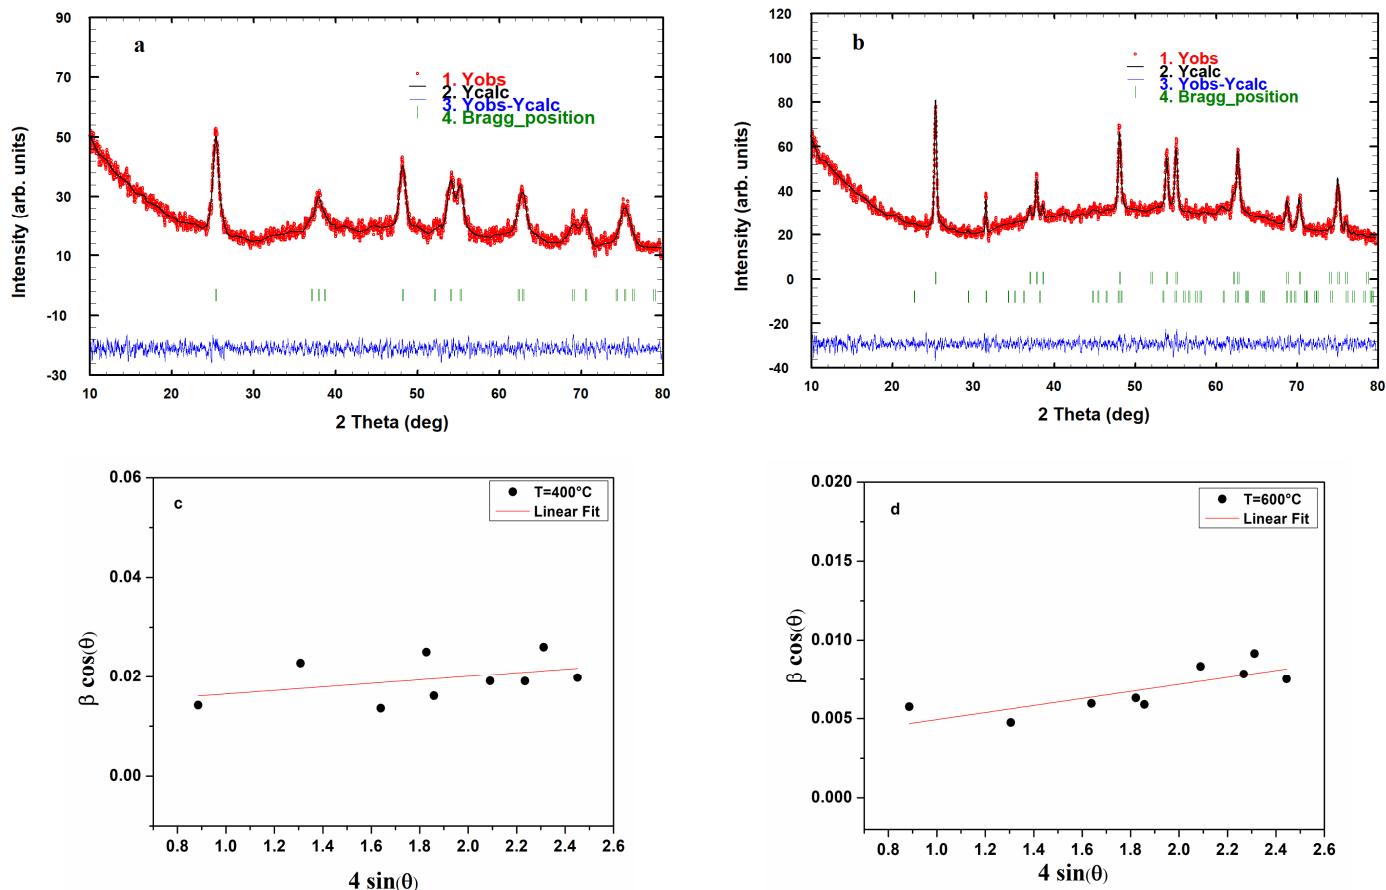 a
1. Yobs
2. Ycalc
3. Yobs-Ycalc
4. Bragg_position
Intensity (arb. units)
90
70
50
30
10
-10
-30
10 20 30 40 50 60 70 80
2 Theta (deg)
b
1. Yobs
2. Ycalc
3. Yobs-Ycalc
4. Bragg_position
Intensity (arb. units)
120
100
80
60
40
20
0
-20
-40
10 20 30 40 50 60 70 80
2 Theta (deg)
c
T=400°C
Linear Fit
β cos(θ)
0.06
0.04
0.02
0.00
0.8 1.0 1.2 1.4 1.6 1.8 2.0 2.2 2.4 2.6
4 sin(θ)
d
T=600°C
Linear Fit
β cos(θ)
0.020
0.015
0.010
0.005
0.000
0.8 1.0 1.2 1.4 1.6 1.8 2.0 2.2 2.4 2.6
4 sin(θ)